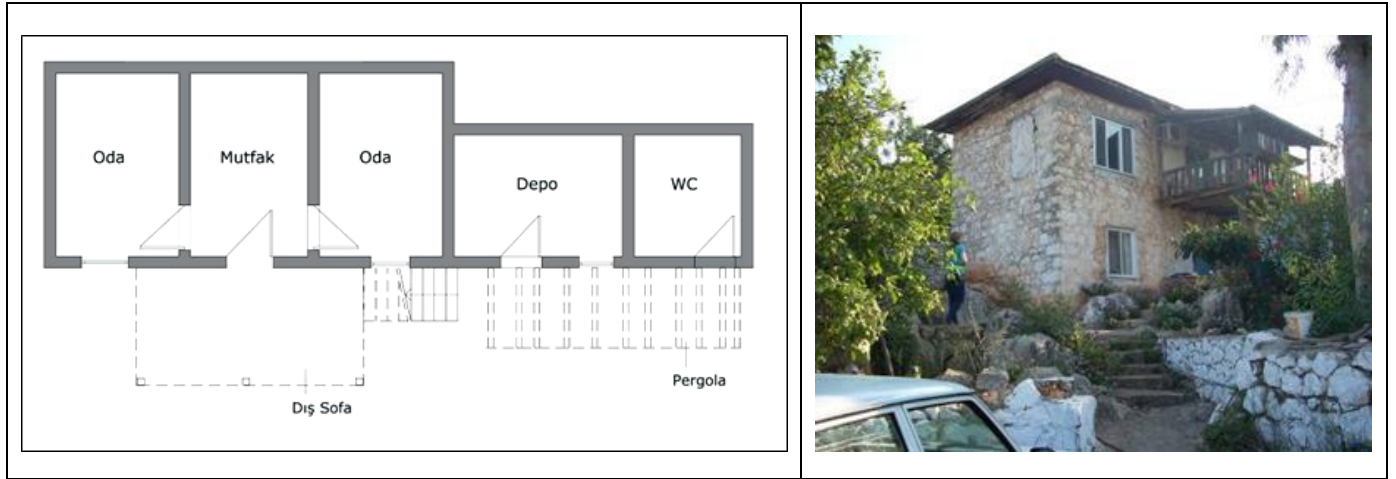 Oda
Mutfak
Oda
Depo
WC
Pergola
Dış Sofa